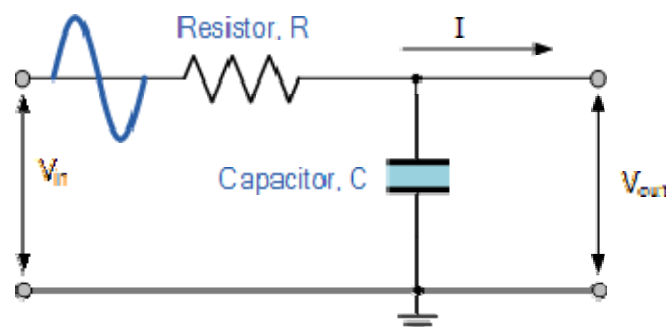 Resistor, R
I
Vin
Capacitor, C
Vout